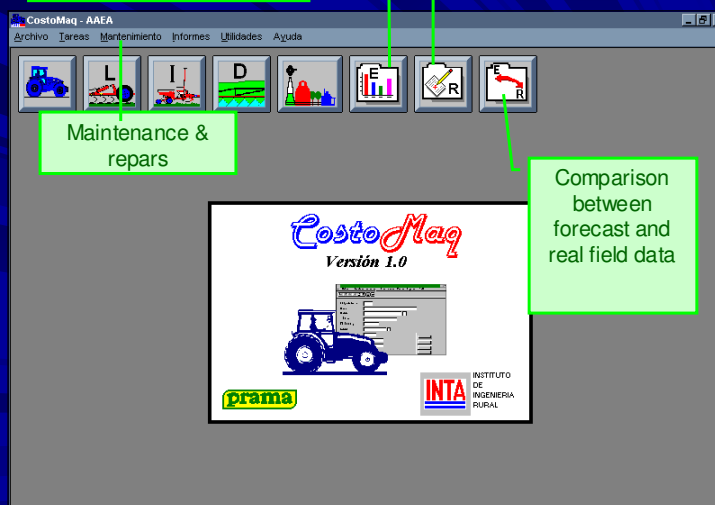 CostoMaq - AAEA
Archivo Tareas Mantenimiento Informes Utilidades Ayuda
L I D E R E R
Maintenance &
repars
Comparison
between
forecast and
real field data
CostoMaq
Versión 1.0
prama
INTA
INSTITUTO
DE
INGENIERIA
RURAL